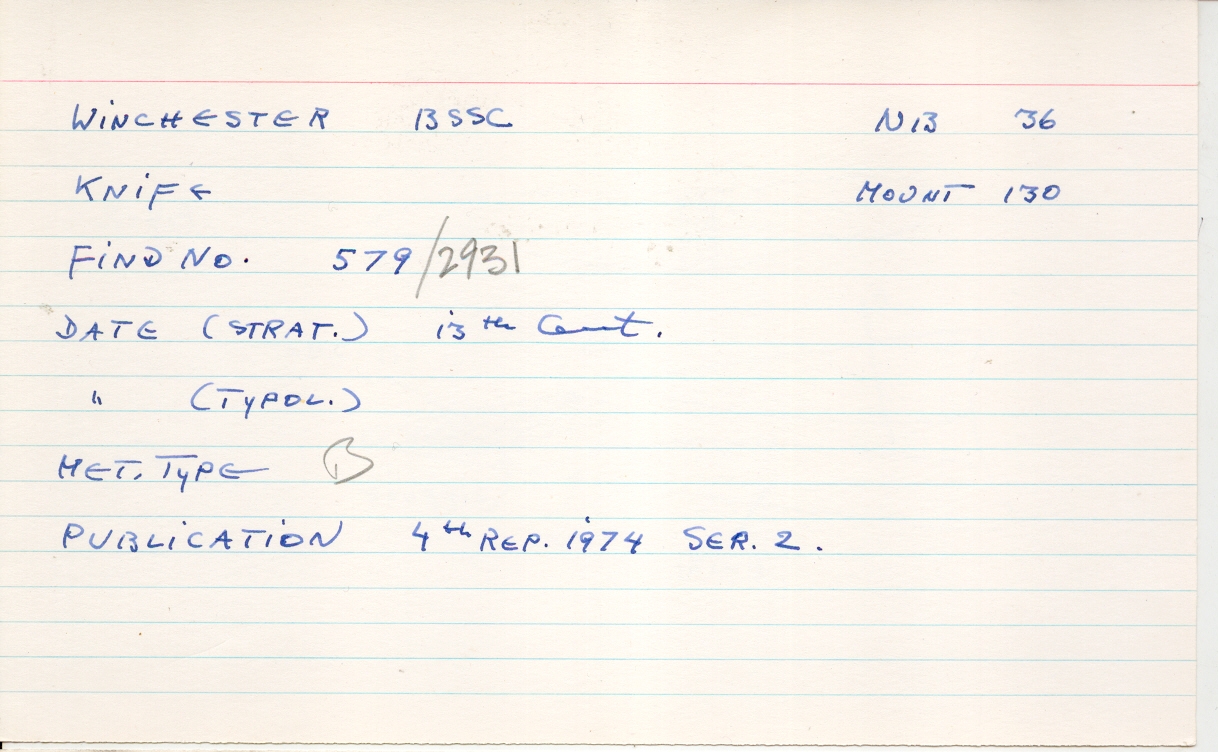 WINCHESTER BSSC NB 36
KNIFE MOUNT 130
FIND NO. 579/2931
DATE (STRAT.) 13th Cent.
" (TYPOL.)
MET. TYPE B
PUBLICATION 4th REP. 1974 SER. 2.